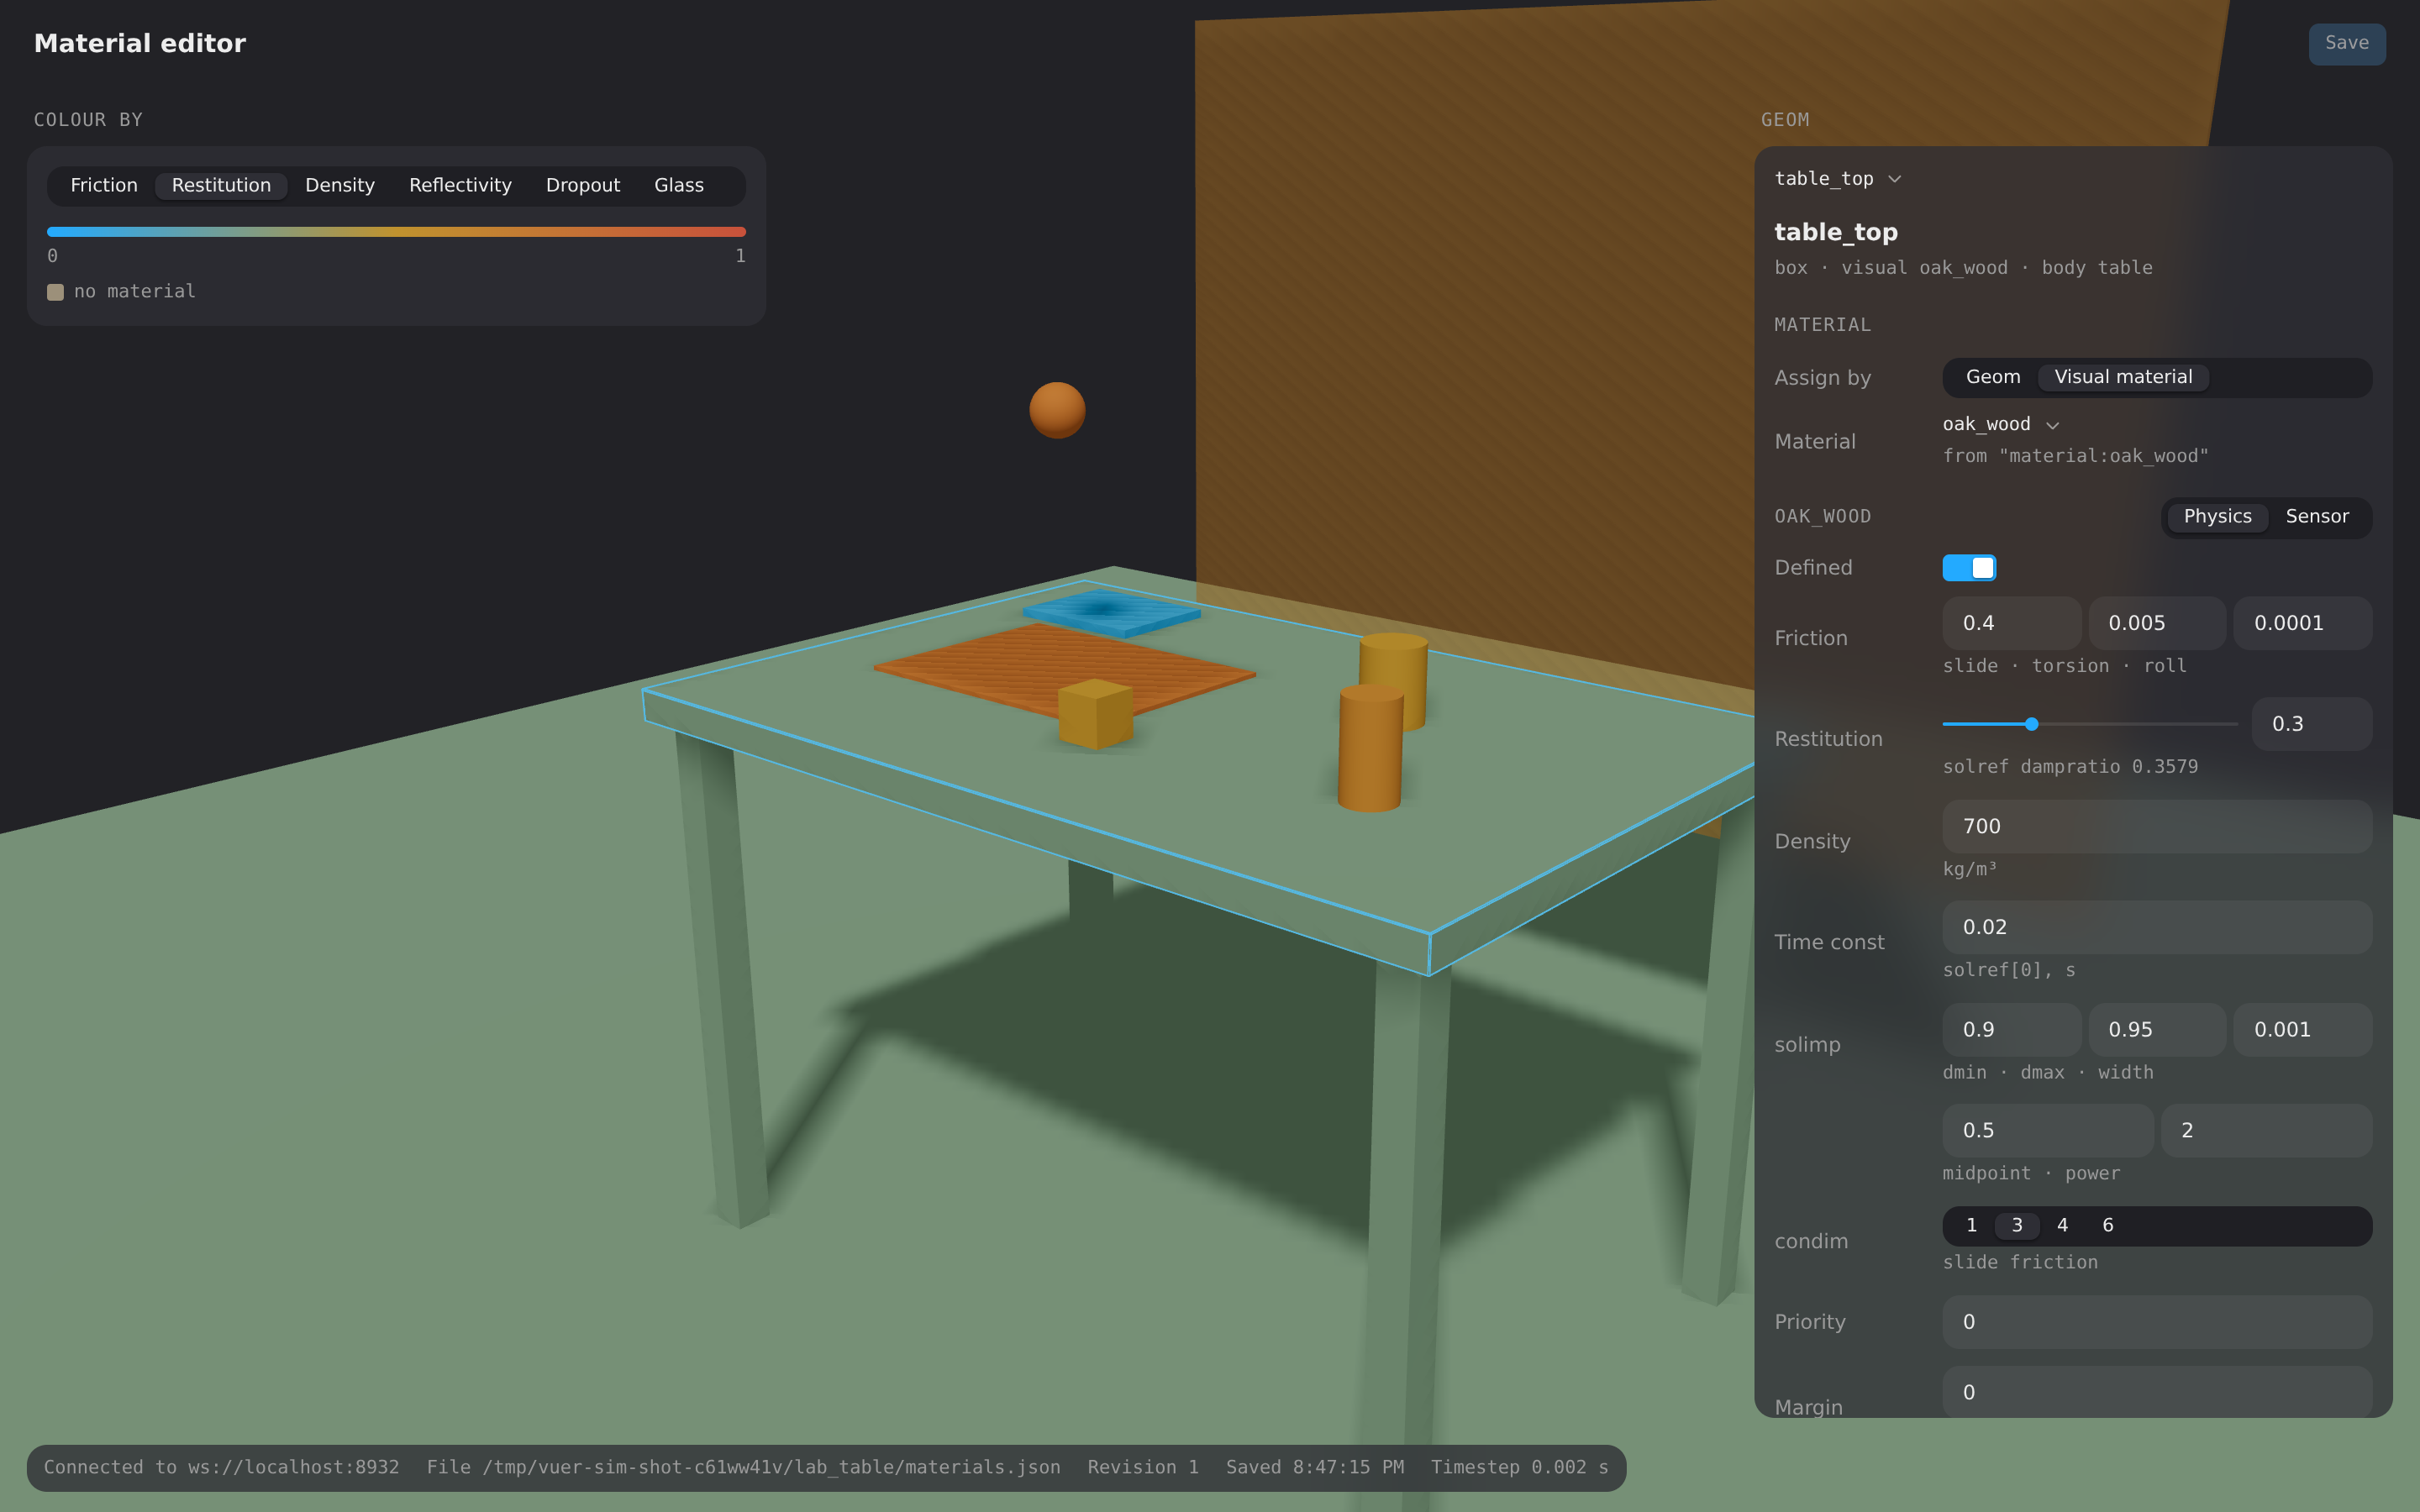 Material editor
Save
COLOUR BY
Friction Restitution Density Reflectivity Dropout Glass
0 1
no material
GEOM
table_top
table_top
box · visual oak_wood · body table
MATERIAL
Assign by Geom Visual material
Material oak_wood
from "material:oak_wood"
OAK_WOOD Physics Sensor
Defined
Friction 0.4 0.005 0.0001
slide · torsion · roll
Restitution 0.3
solref dampratio 0.3579
Density 700
kg/m³
Time const 0.02
solref[0], s
solimp 0.9 0.95 0.001
dmin · dmax · width
0.5 2
midpoint · power
condim 1 3 4 6
slide friction
Priority 0
Margin 0
Connected to ws://localhost:8932 File /tmp/vuer-sim-shot-c61ww41v/lab_table/materials.json Revision 1 Saved 8:47:15 PM Timestep 0.002 s